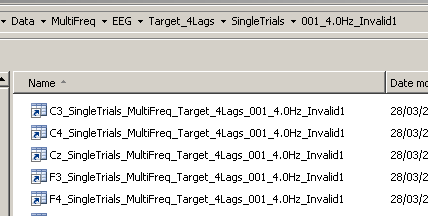 Data MultiFreq EEG Target_4Lags SingleTrials 001_4.0Hz_Invalid1
Name Date mo
C3_SingleTrials_MultiFreq_Target_4Lags_001_4.0Hz_Invalid1 28/03/2
C4_SingleTrials_MultiFreq_Target_4Lags_001_4.0Hz_Invalid1 28/03/2
Cz_SingleTrials_MultiFreq_Target_4Lags_001_4.0Hz_Invalid1 28/03/2
F3_SingleTrials_MultiFreq_Target_4Lags_001_4.0Hz_Invalid1 28/03/2
F4_SingleTrials_MultiFreq_Target_4Lags_001_4.0Hz_Invalid1 28/03/2